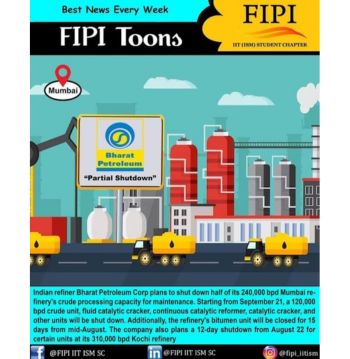 Best News Every Week
FIPI Toons
FIPI
IIT (ISM) STUDENT CHAPTER
Mumbai
Bharat
Petroleum
"Partial Shutdown"
Indian refiner Bharat Petroleum Corp plans to shut down half of its 240,000 bpd Mumbai re-
finery's crude processing capacity for maintenance. Starting from September 21, a 120,000
bpd crude unit, fluid catalytic cracker, continuous catalytic reformer, catalytic cracker, and
other units will be shut down. Additionally, the refinery's bitumen unit will be closed for 15
days from mid-August. The company also plans a 12-day shutdown from August 22 for
certain units at its 310,000 bpd Kochi refinery
@FIPI IIT ISM SC
@FIPI IIT ISM SC
@fipi_iitism